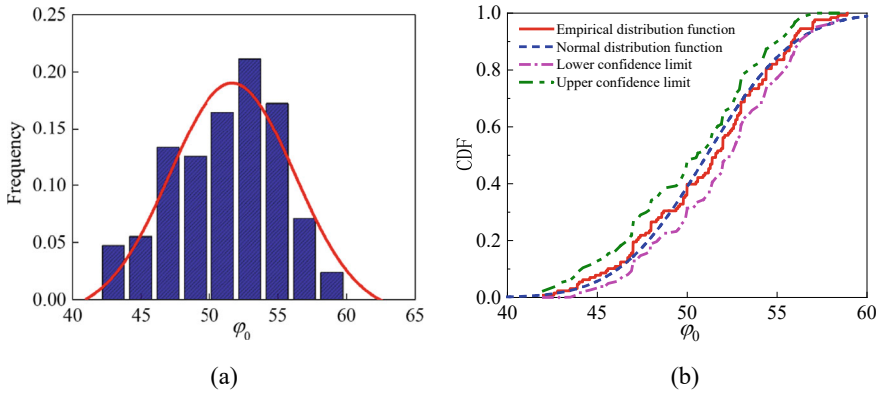 Frequency
0.25
0.20
0.15
0.10
0.05
0.00
40 45 50 55 60 65
φ0
(a)
CDF
1.0
0.8
0.6
0.4
0.2
0.0
Empirical distribution function
Normal distribution function
Lower confidence limit
Upper confidence limit
40 45 50 55 60
φ0
(b)